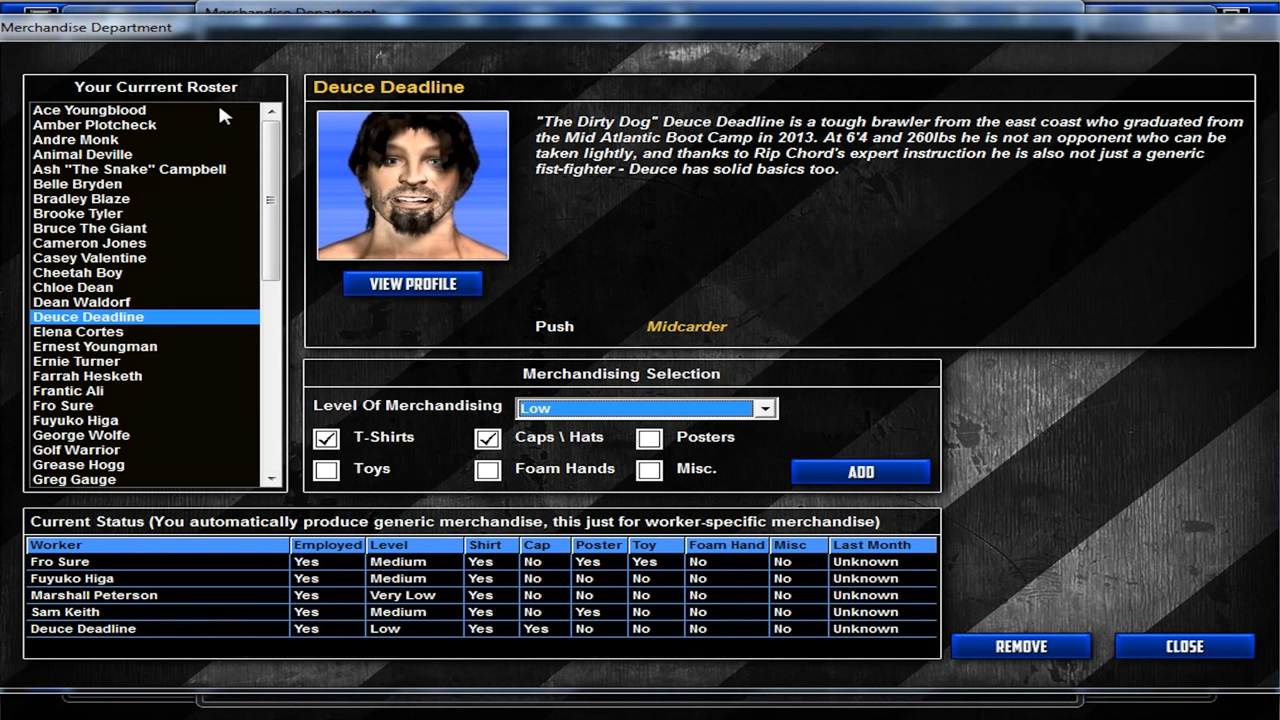 Merchandise Department
Merchandise Department
Your Currrent Roster
Ace Youngblood
Amber Plotcheck
Andre Monk
Animal Deville
Ash "The Snake" Campbell
Belle Bryden
Bradley Blaze
Brooke Tyler
Bruce The Giant
Cameron Jones
Casey Valentine
Cheetah Boy
Chloe Dean
Dean Waldorf
Deuce Deadline
Elena Cortes
Ernest Youngman
Ernie Turner
Farrah Hesketh
Frantic Ali
Fro Sure
Fuyuko Higa
George Wolfe
Golf Warrior
Grease Hogg
Greg Gauge
Deuce Deadline
"The Dirty Dog" Deuce Deadline is a tough brawler from the east coast who graduated from
the Mid Atlantic Boot Camp in 2013. At 6'4 and 260lbs he is not an opponent who can be
taken lightly, and thanks to Rip Chord's expert instruction he is also not just a generic
fist-fighter - Deuce has solid basics too.
VIEW PROFILE
Push Midcarder
Merchandising Selection
Level Of Merchandising Low
T-Shirts Caps \ Hats Posters
Toys Foam Hands Misc. ADD
Current Status (You automatically produce generic merchandise, this just for worker-specific merchandise)
Worker Employed Level Shirt Cap Poster Toy Foam Hand Misc Last Month
Fro Sure Yes Medium Yes No Yes Yes No No Unknown
Fuyuko Higa Yes Medium Yes No No No No No Unknown
Marshall Peterson Yes Very Low Yes No No No No No Unknown
Sam Keith Yes Medium Yes No Yes No No No Unknown
Deuce Deadline Yes Low Yes Yes No No No No Unknown
REMOVE CLOSE